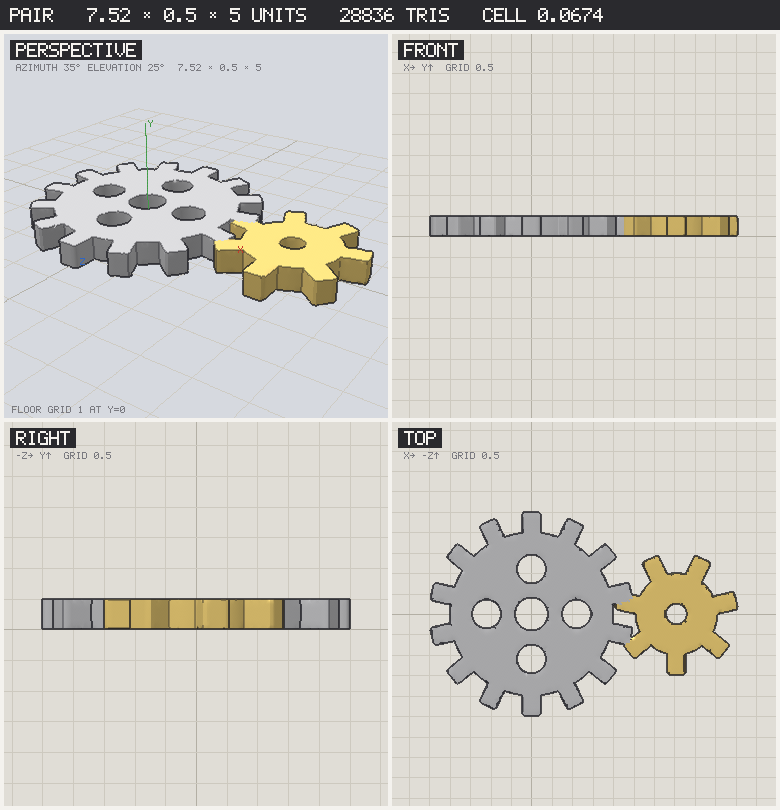 PAIR 7.52 × 0.5 × 5 UNITS 28836 TRIS CELL 0.0674
PERSPECTIVE
AZIMUTH 35° ELEVATION 25° 7.52 × 0.5 × 5
Y
FLOOR GRID 1 AT Y=0
FRONT
X→ Y↑ GRID 0.5
RIGHT
-Z→ Y↑ GRID 0.5
TOP
X→ -Z↑ GRID 0.5